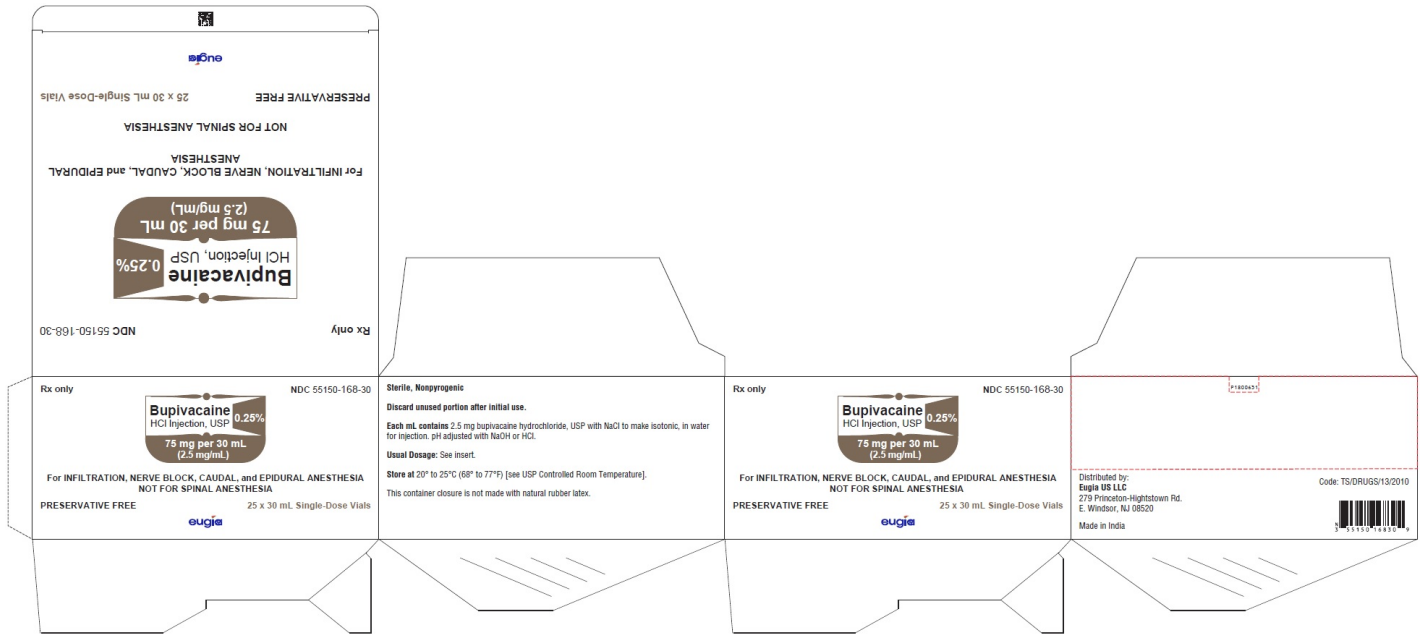 eugia
PRESERVATIVE FREE 25 x 30 mL Single-Dose Vials
NOT FOR SPINAL ANESTHESIA
For INFILTRATION, NERVE BLOCK, CAUDAL, and EPIDURAL
ANESTHESIA
75 mg per 30 mL
(2.5 mg/mL)
Bupivacaine
HCl Injection, USP
0.25%
Rx only NDC 55150-168-30
Rx only NDC 55150-168-30
Bupivacaine
HCl Injection, USP
0.25%
75 mg per 30 mL
(2.5 mg/mL)
For INFILTRATION, NERVE BLOCK, CAUDAL, and EPIDURAL ANESTHESIA
NOT FOR SPINAL ANESTHESIA
PRESERVATIVE FREE 25 x 30 mL Single-Dose Vials
eugia
Sterile, Nonpyrogenic
Discard unused portion after initial use.
Each mL contains 2.5 mg bupivacaine hydrochloride, USP with NaCl to make isotonic, in water
for injection. pH adjusted with NaOH or HCl.
Usual Dosage: See insert.
Store at 20° to 25°C (68° to 77°F) [see USP Controlled Room Temperature].
This container closure is not made with natural rubber latex.
Rx only NDC 55150-168-30
Bupivacaine
HCl Injection, USP
0.25%
75 mg per 30 mL
(2.5 mg/mL)
For INFILTRATION, NERVE BLOCK, CAUDAL, and EPIDURAL ANESTHESIA
NOT FOR SPINAL ANESTHESIA
PRESERVATIVE FREE 25 x 30 mL Single-Dose Vials
eugia
P1800651
Distributed by:
Eugia US LLC
279 Princeton-Hightstown Rd.
E. Windsor, NJ 08520
Made in India
Code: TS/DRUGS/13/2010
N
3 55150 16830 9